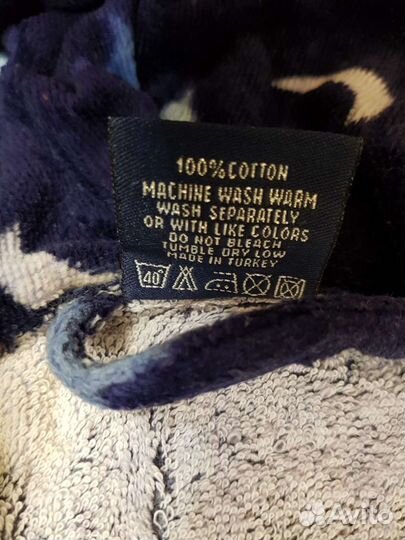 100% COTTON
MACHINE WASH WARM
WASH SEPARATELY
OR WITH LIKE COLORS
DO NOT BLEACH
TUMBLE DRY LOW
MADE IN TURKEY
40°
Avito